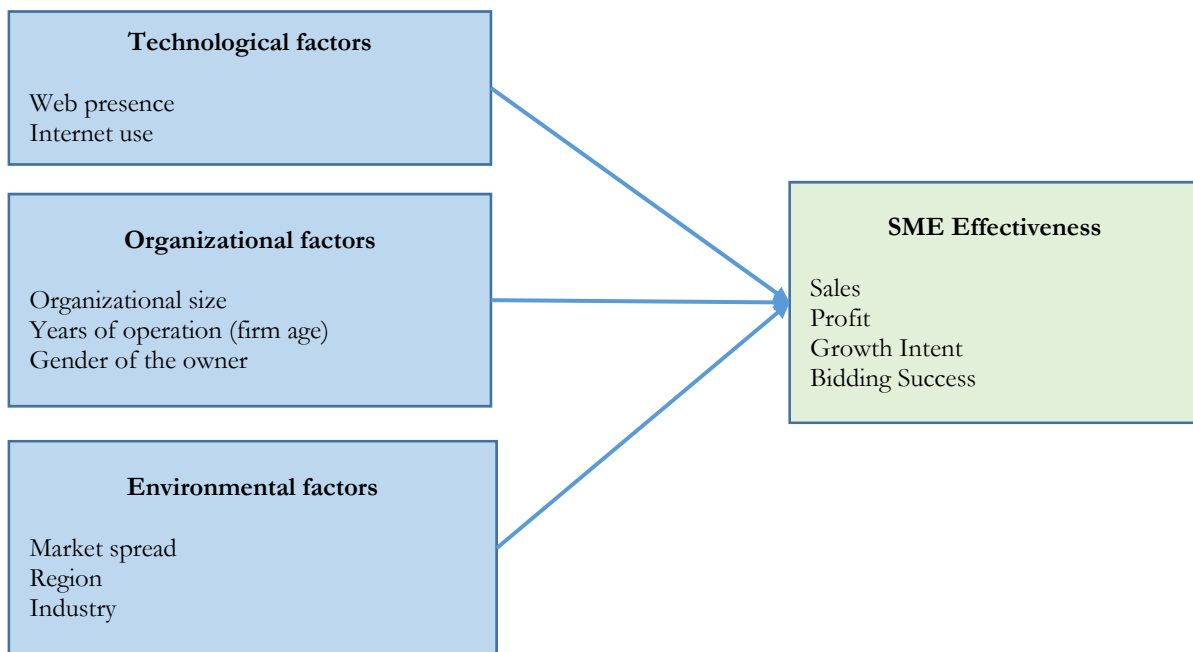 Technological factors
Web presence
Internet use
Organizational factors
Organizational size
Years of operation (firm age)
Gender of the owner
Environmental factors
Market spread
Region
Industry
SME Effectiveness
Sales
Profit
Growth Intent
Bidding Success